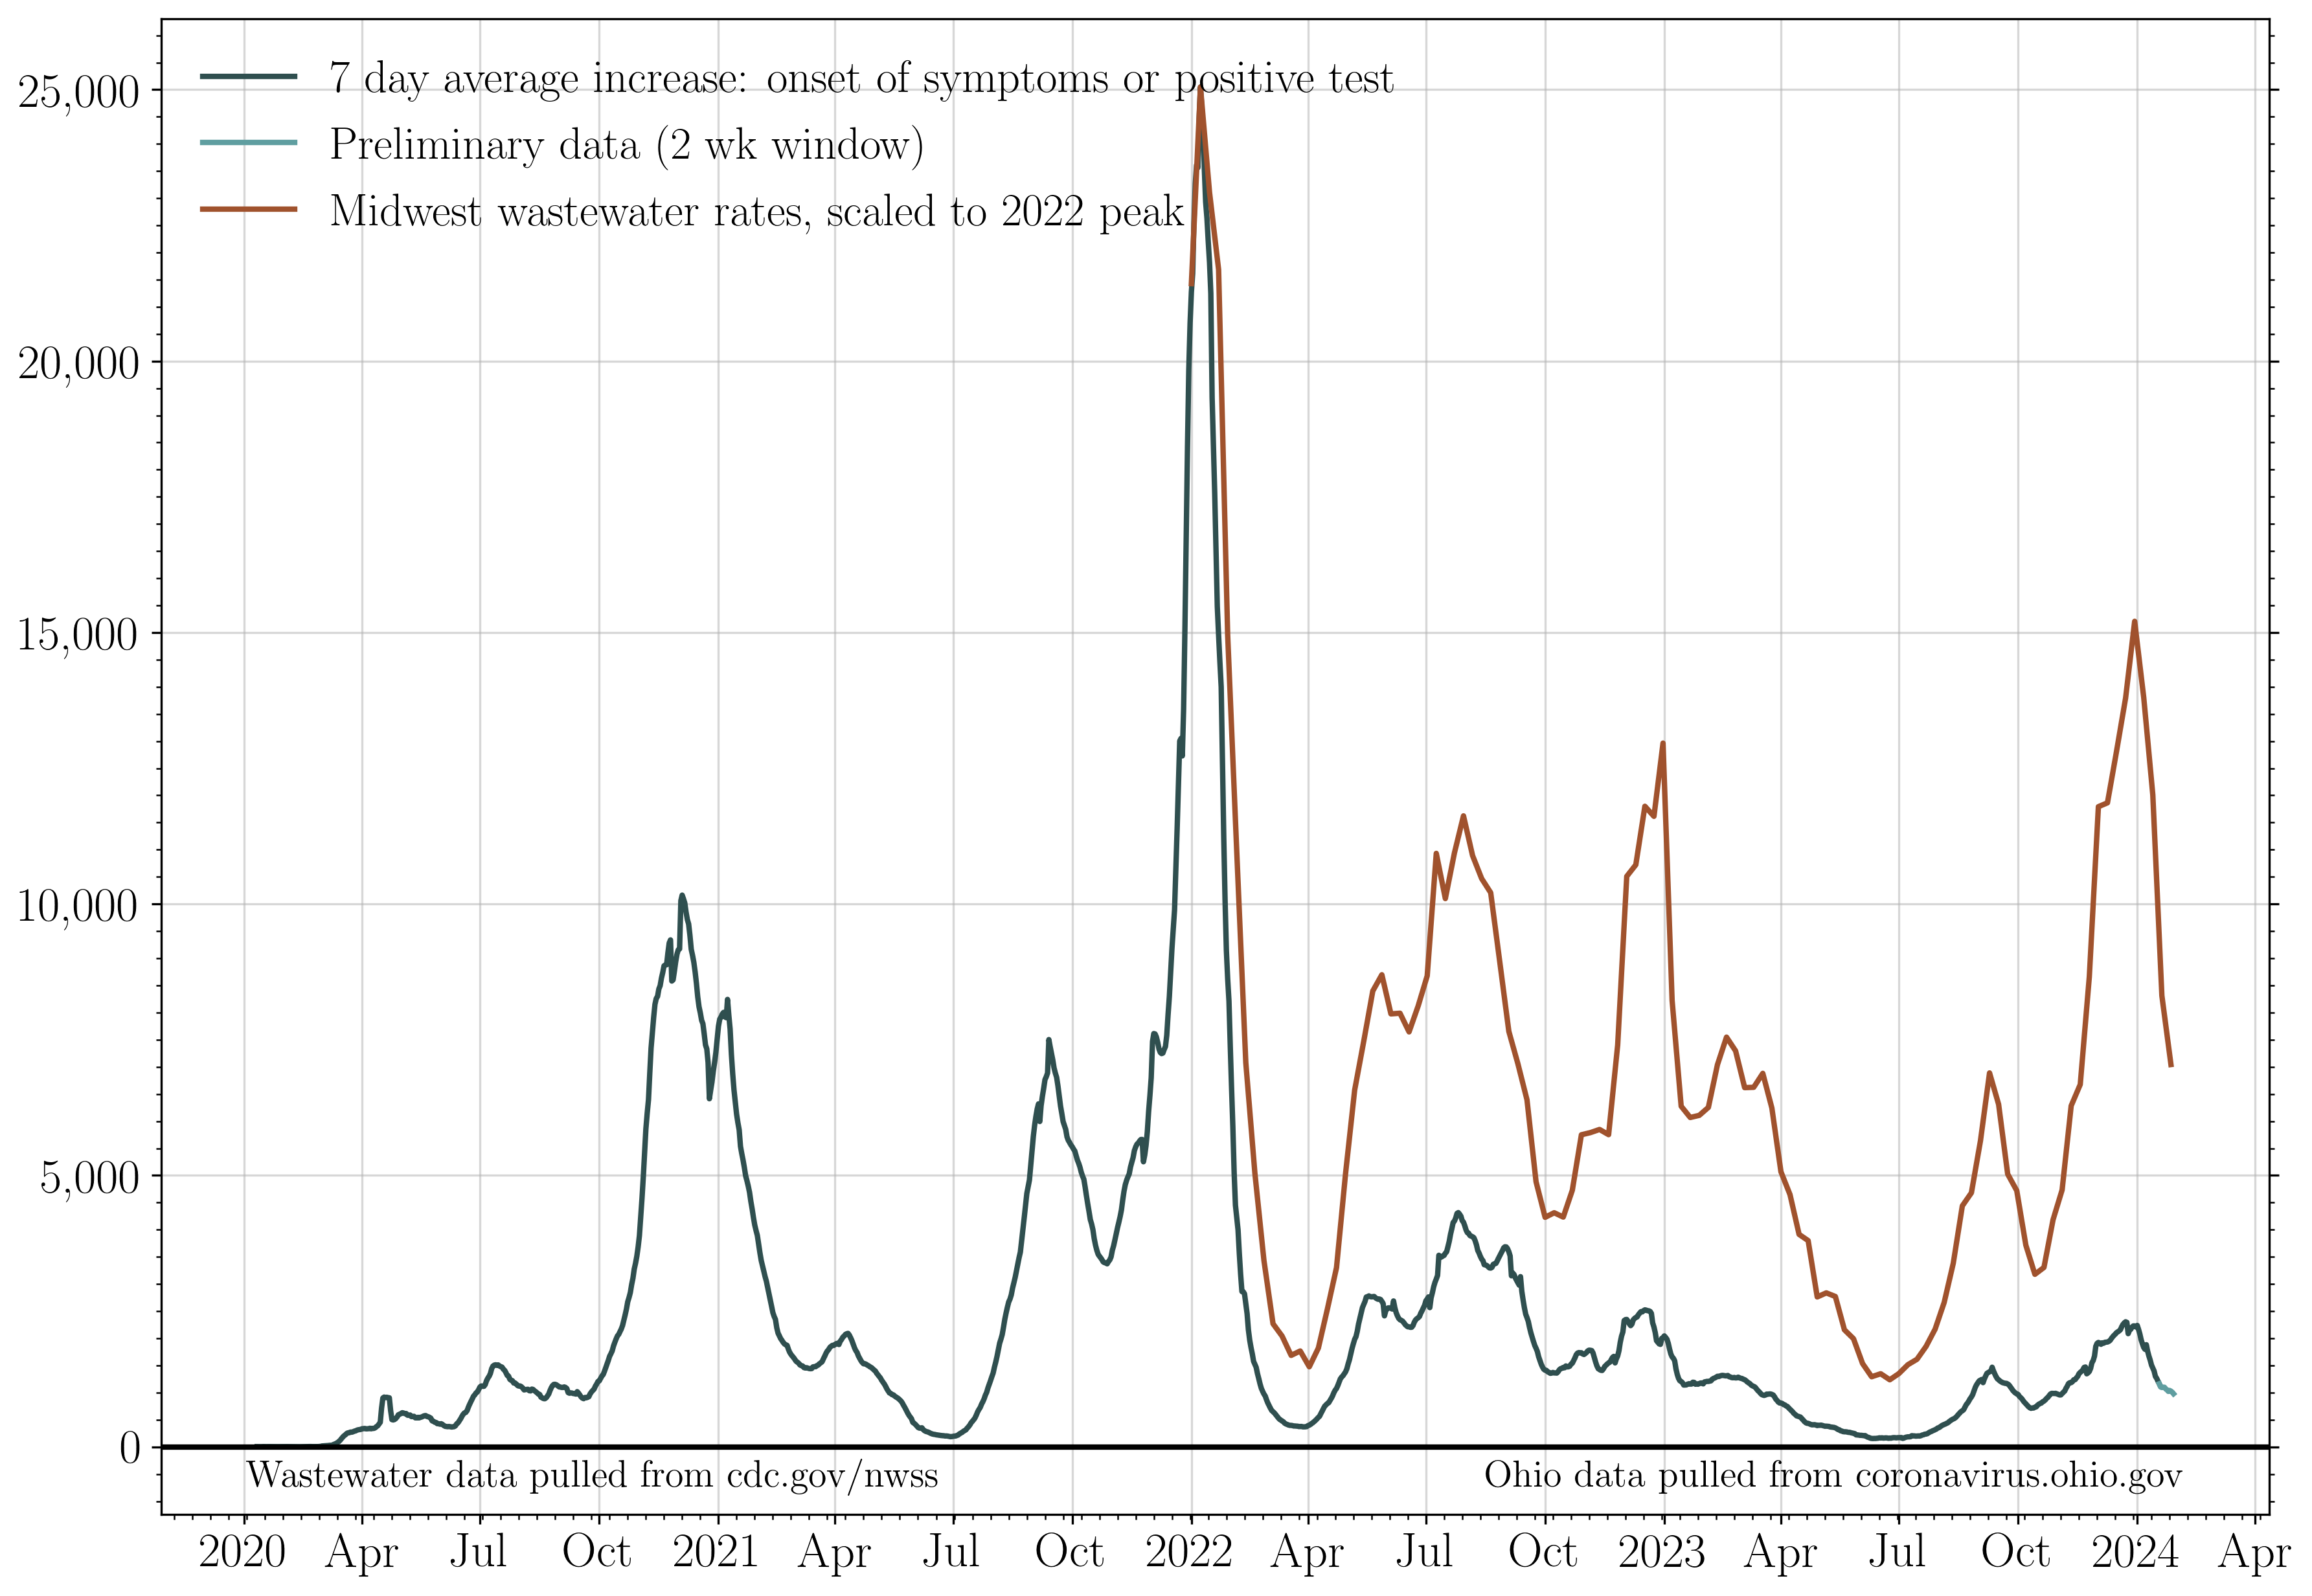 7 day average increase: onset of symptoms or positive test
Preliminary data (2 wk window)
Midwest wastewater rates, scaled to 2022 peak
25,000
20,000
15,000
10,000
5,000
0
Wastewater data pulled from cdc.gov/nwss
Ohio data pulled from coronavirus.ohio.gov
2020 Apr Jul Oct 2021 Apr Jul Oct 2022 Apr Jul Oct 2023 Apr Jul Oct 2024 Apr